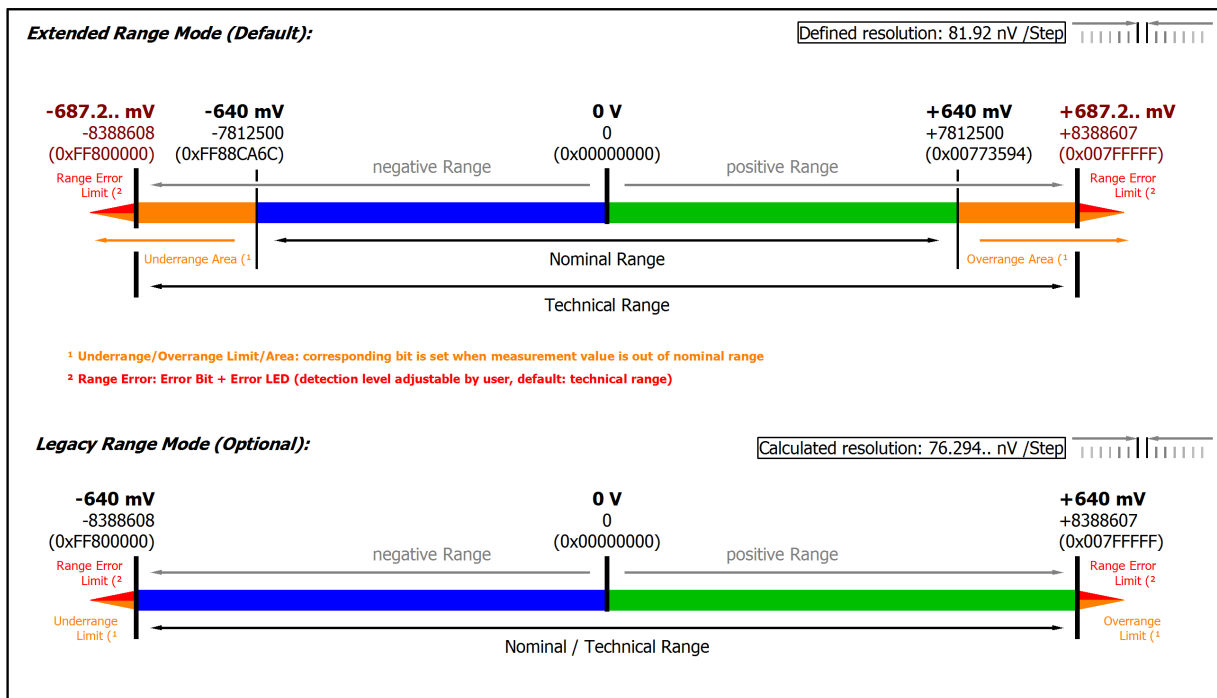 Extended Range Mode (Default):
Defined resolution: 81.92 nV /Step
-687.2.. mV
-8388608
(0xFF800000)
-640 mV
-7812500
(0xFF88CA6C)
0 V
0
(0x00000000)
+640 mV
+7812500
(0x00773594)
+687.2.. mV
+8388607
(0x007FFFFF)
negative Range
positive Range
Range Error
Limit (²
Range Error
Limit (²
Underrange Area (¹
Nominal Range
Overrange Area (¹
Technical Range
¹ Underrange/Overrange Limit/Area: corresponding bit is set when measurement value is out of nominal range
² Range Error: Error Bit + Error LED (detection level adjustable by user, default: technical range)
Legacy Range Mode (Optional):
Calculated resolution: 76.294.. nV /Step
-640 mV
-8388608
(0xFF800000)
0 V
0
(0x00000000)
+640 mV
+8388607
(0x007FFFFF)
negative Range
positive Range
Range Error
Limit (²
Range Error
Limit (²
Underrange
Limit (¹
Overrange
Limit (¹
Nominal / Technical Range